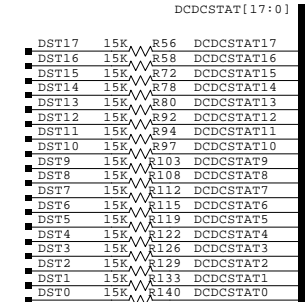 DCDCSTAT[17:0]
DST17 15K R56 DCDCSTAT17
DST16 15K R58 DCDCSTAT16
DST15 15K R72 DCDCSTAT15
DST14 15K R78 DCDCSTAT14
DST13 15K R80 DCDCSTAT13
DST12 15K R92 DCDCSTAT12
DST11 15K R94 DCDCSTAT11
DST10 15K R97 DCDCSTAT10
DST9 15K R103 DCDCSTAT9
DST8 15K R108 DCDCSTAT8
DST7 15K R112 DCDCSTAT7
DST6 15K R115 DCDCSTAT6
DST5 15K R119 DCDCSTAT5
DST4 15K R122 DCDCSTAT4
DST3 15K R126 DCDCSTAT3
DST2 15K R129 DCDCSTAT2
DST1 15K R133 DCDCSTAT1
DST0 15K R140 DCDCSTAT0